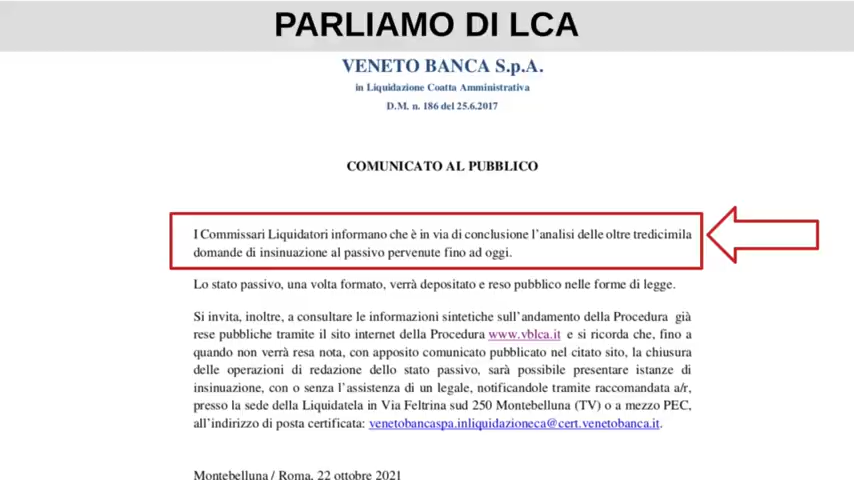 PARLIAMO DI LCA
VENETO BANCA S.p.A.
in Liquidazione Coatta Amministrativa
D.M. n. 186 del 25.6.2017
COMUNICATO AL PUBBLICO
I Commissari Liquidatori informano che è in via di conclusione l’analisi delle oltre tredicimila
domande di insinuazione al passivo pervenute fino ad oggi.
Lo stato passivo, una volta formato, verrà depositato e reso pubblico nelle forme di legge.
Si invita, inoltre, a consultare le informazioni sintetiche sull’andamento della Procedura già
rese pubbliche tramite il sito internet della Procedura www.vblca.it e si ricorda che, fino a
quando non verrà resa nota, con apposito comunicato pubblicato nel citato sito, la chiusura
delle operazioni di redazione dello stato passivo, sarà possibile presentare istanze di
insinuazione, con o senza l’assistenza di un legale, notificandole tramite raccomandata a/r,
presso la sede della Liquidatela in Via Feltrina sud 250 Montebelluna (TV) o a mezzo PEC,
all’indirizzo di posta certificata: venetobancaspa.inliquidazioneca@cert.venetobanca.it.
Montebelluna / Roma, 22 ottobre 2021